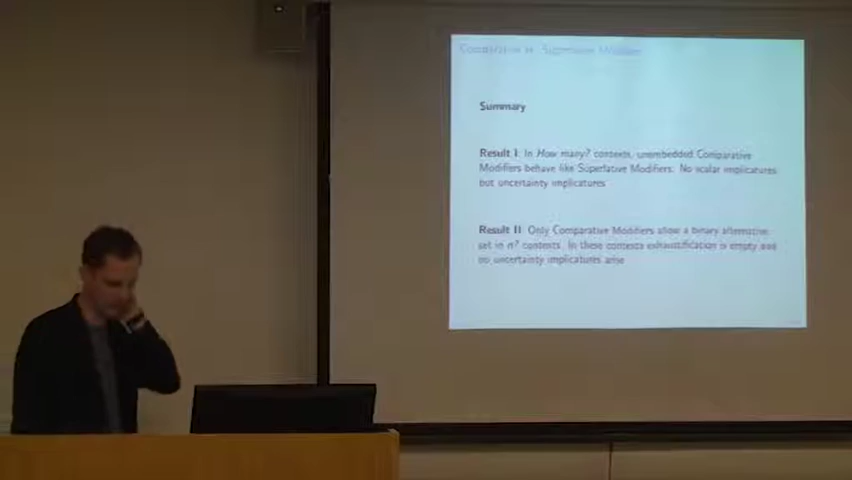 Comparative vs. Superlative Modifiers
Summary
Result I In How many? contexts, unembedded Comparative
Modifiers behave like Superlative Modifiers. No scalar implicatures
but uncertainty implicatures
Result II Only Comparative Modifiers allow a binary alternative
set in n? contexts. In these contexts exhaustification is empty and
no uncertainty implicatures arise